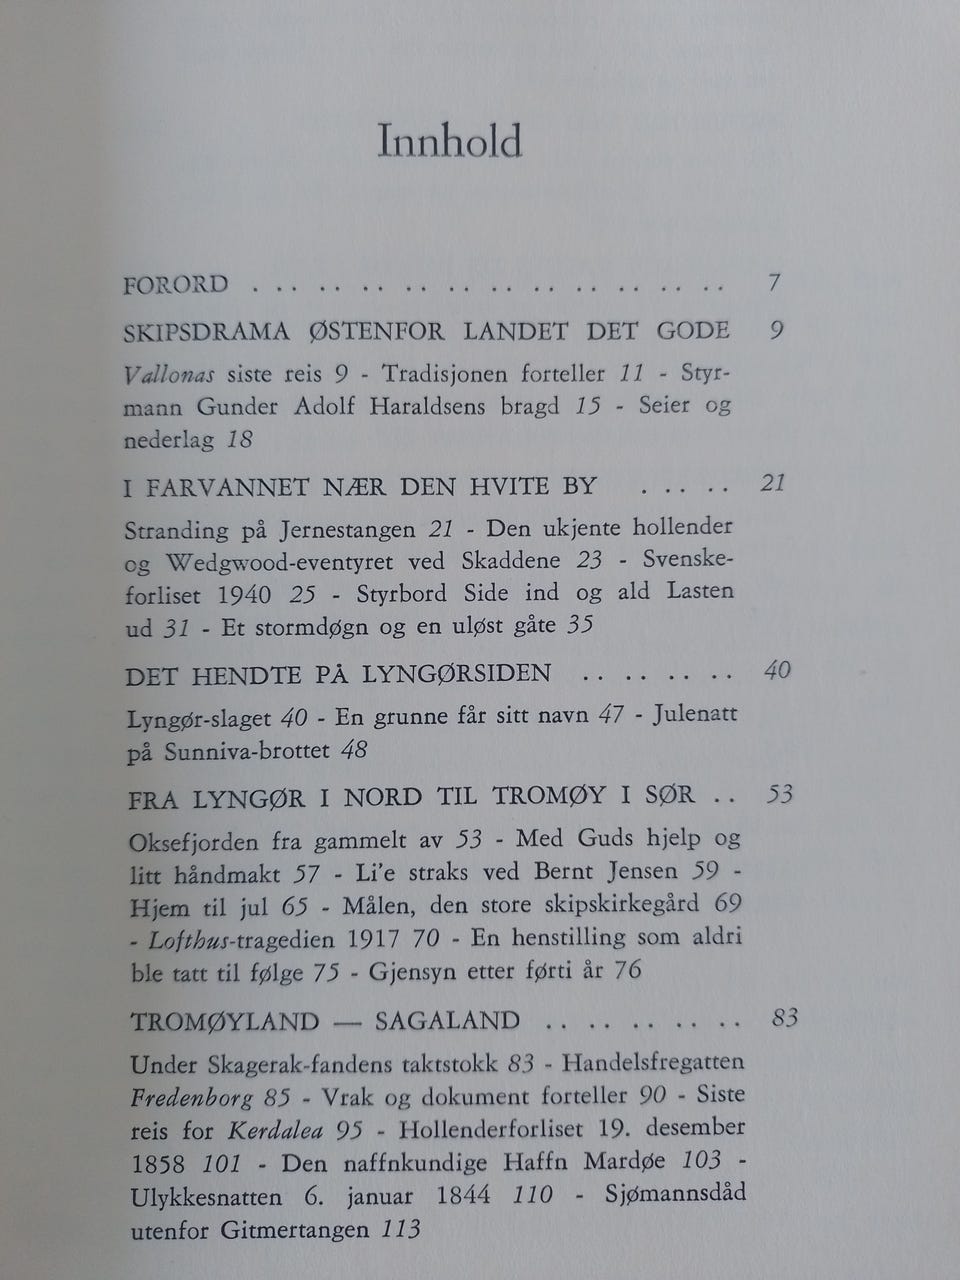 Innhold
FORORD . .. .. .. .. .. .. .. .. .. .. .. 7
SKIPSDRAMA ØSTENFOR LANDET DET GODE 9
Vallonas siste reis 9 - Tradisjonen forteller 11 - Styr-
mann Gunder Adolf Haraldsens bragd 15 - Seier og
nederlag 18
I FARVANNET NÆR DEN HVITE BY . .. .. 21
Stranding på Jernestangen 21 - Den ukjente hollender
og Wedgwood-eventyret ved Skaddene 23 - Svenske-
forliset 1940 25 - Styrbord Side ind og ald Lasten
ud 31 - Et stormdøgn og en uløst gåte 35
DET HENDTE PÅ LYNGØRSIDEN .. .. .. .. 40
Lyngør-slaget 40 - En grunne får sitt navn 47 - Julenatt
på Sunniva-brottet 48
FRA LYNGØR I NORD TIL TROMØY I SØR .. 53
Oksefjorden fra gammelt av 53 - Med Guds hjelp og
litt håndmakt 57 - Li'e straks ved Bernt Jensen 59 -
Hjem til jul 65 - Målen, den store skipskirkegård 69
- Lofthus-tragedien 1917 70 - En henstilling som aldri
ble tatt til følge 75 - Gjensyn etter førti år 76
TROMØYLAND — SAGALAND .. .. .. .. .. 83
Under Skagerak-fandens taktstokk 83 - Handelsfregatten
Fredenborg 85 - Vrak og dokument forteller 90 - Siste
reis for Kerdalea 95 - Hollenderforliset 19. desember
1858 101 - Den naffnkundige Haffn Mardøe 103 -
Ulykkesnatten 6. januar 1844 110 - Sjømannsdåd
utenfor Gitmertangen 113